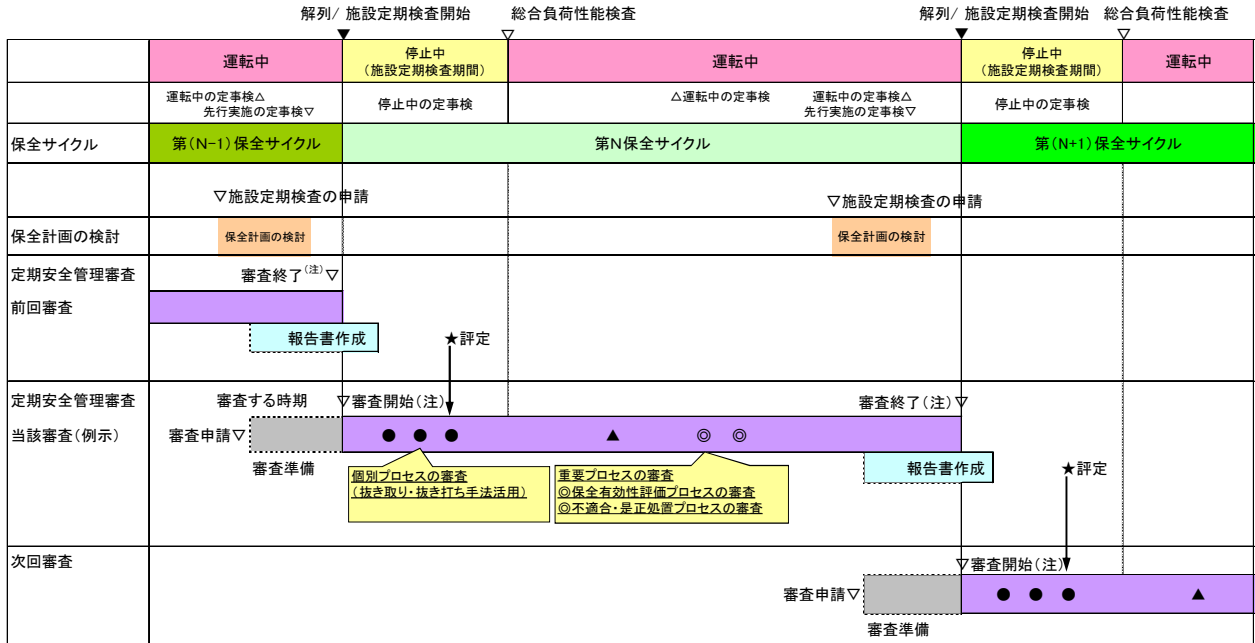 解列/ 施設定期検査開始 総合負荷性能検査 解列/ 施設定期検査開始 総合負荷性能検査
▼ ▽ ▼ ▽
運転中 停止中 運転中 停止中 運転中
(施設定期検査期間) (施設定期検査期間)
運転中の定事検△ 停止中の定事検 △運転中の定事検 運転中の定事検△ 停止中の定事検
先行実施の定事検▽ 先行実施の定事検▽
保全サイクル 第(N-1)保全サイクル 第N保全サイクル 第(N+1)保全サイクル
▽施設定期検査の申請 ▽施設定期検査の申請
保全計画の検討 保全計画の検討 保全計画の検討
定期安全管理審査 審査終了(注)▽
前回審査
報告書作成 ★評定
定期安全管理審査 審査する時期 ▽審査開始(注) 審査終了(注)▽
当該審査(例示) 審査申請▽ ● ● ● ▲ ◎ ◎
審査準備 報告書作成 ★評定
個別プロセスの審査
(抜き取り・抜き打ち手法活用)
重要プロセスの審査
◎保全有効性評価プロセスの審査
◎不適合・是正処置プロセスの審査
次回審査 ▽審査開始(注)
審査申請▽ ● ● ● ▲
審査準備